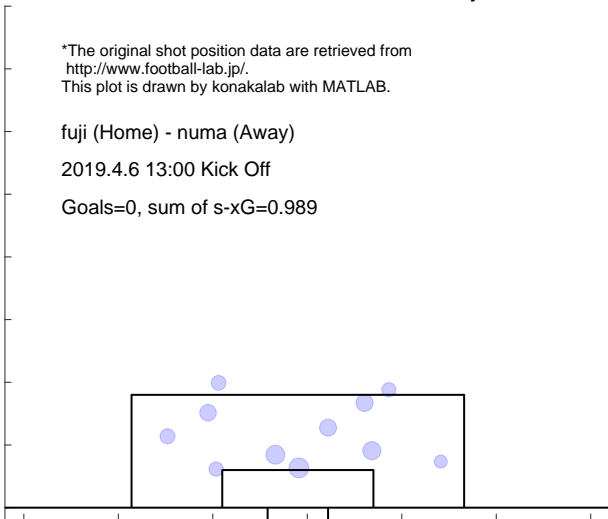 *The original shot position data are retrieved from
http://www.football-lab.jp/.
This plot is drawn by konakalab with MATLAB.
fuji (Home) - numa (Away)
2019.4.6 13:00 Kick Off
Goals=0, sum of s-xG=0.989